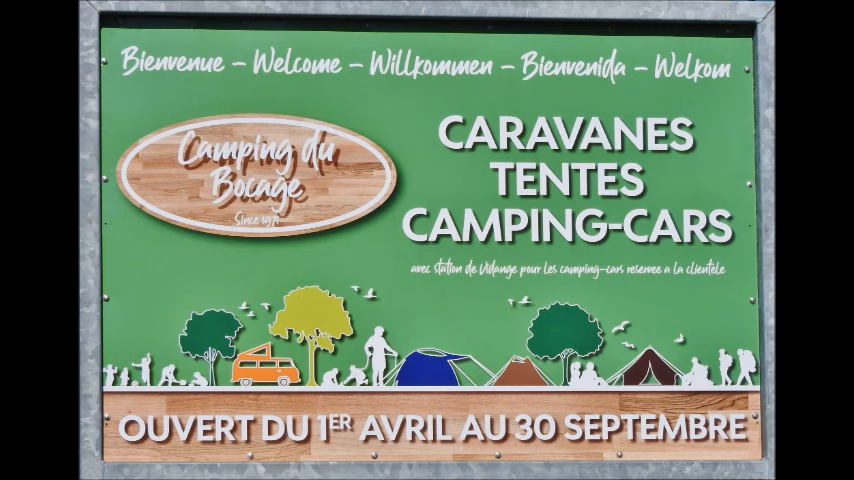 Bienvenue – Welcome – Willkommen – Bienvenida – Welkom
Camping du
Bocage
Since 1971
CARAVANES
TENTES
CAMPING-CARS
avec station de vidange pour les camping-cars reservee a la clientele
OUVERT DU 1ER AVRIL AU 30 SEPTEMBRE